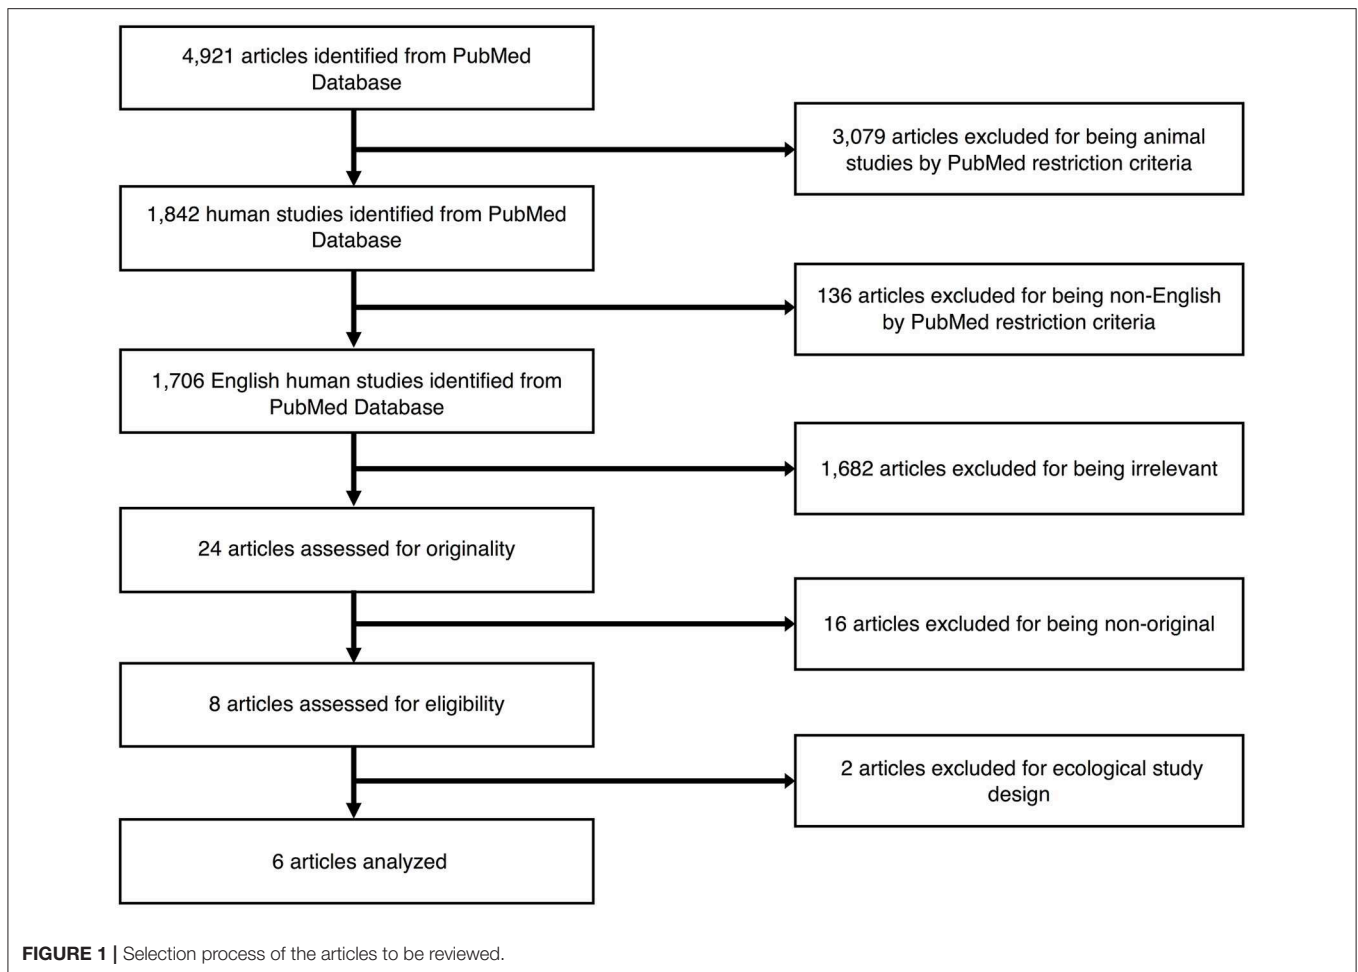 4,921 articles identified from PubMed
Database
3,079 articles excluded for being animal
studies by PubMed restriction criteria
1,842 human studies identified from PubMed
Database
136 articles excluded for being non-English
by PubMed restriction criteria
1,706 English human studies identified from
PubMed Database
1,682 articles excluded for being irrelevant
24 articles assessed for originality
16 articles excluded for being non-original
8 articles assessed for eligibility
2 articles excluded for ecological study
design
6 articles analyzed
FIGURE 1 | Selection process of the articles to be reviewed.